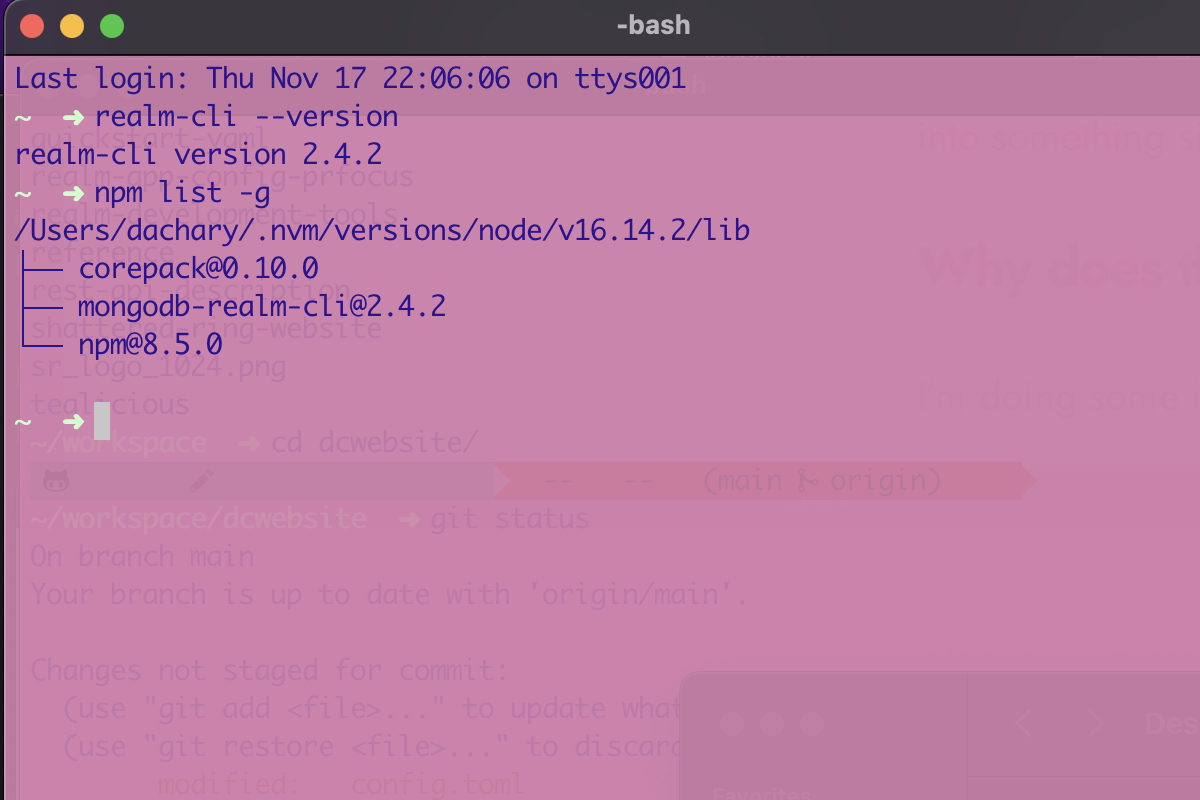 -bash
Last login: Thu Nov 17 22:06:06 on ttys001
~ ➜ realm-cli --version
realm-cli version 2.4.2
~ ➜ npm list -g
/Users/dachary/.nvm/versions/node/v16.14.2/lib
├── corepack@0.10.0
├── mongodb-realm-cli@2.4.2
└── npm@8.5.0
~ ➜
quickstart-yaml
realm-app-config-prfocus
realm-development-tools
reference
rest-api-description
shattered-ring-website
sr_logo_1024.png
tealicious
~/workspace ➜ cd dcwebsite/
-- -- (main origin)
~/workspace/dcwebsite ➜ git status
On branch main
Your branch is up to date with 'origin/main'.
Changes not staged for commit:
(use "git add <file>..." to update what
(use "git restore <file>..." to discard
modified: config.toml
into something
Why does
I'm doing some
Des
Favorites